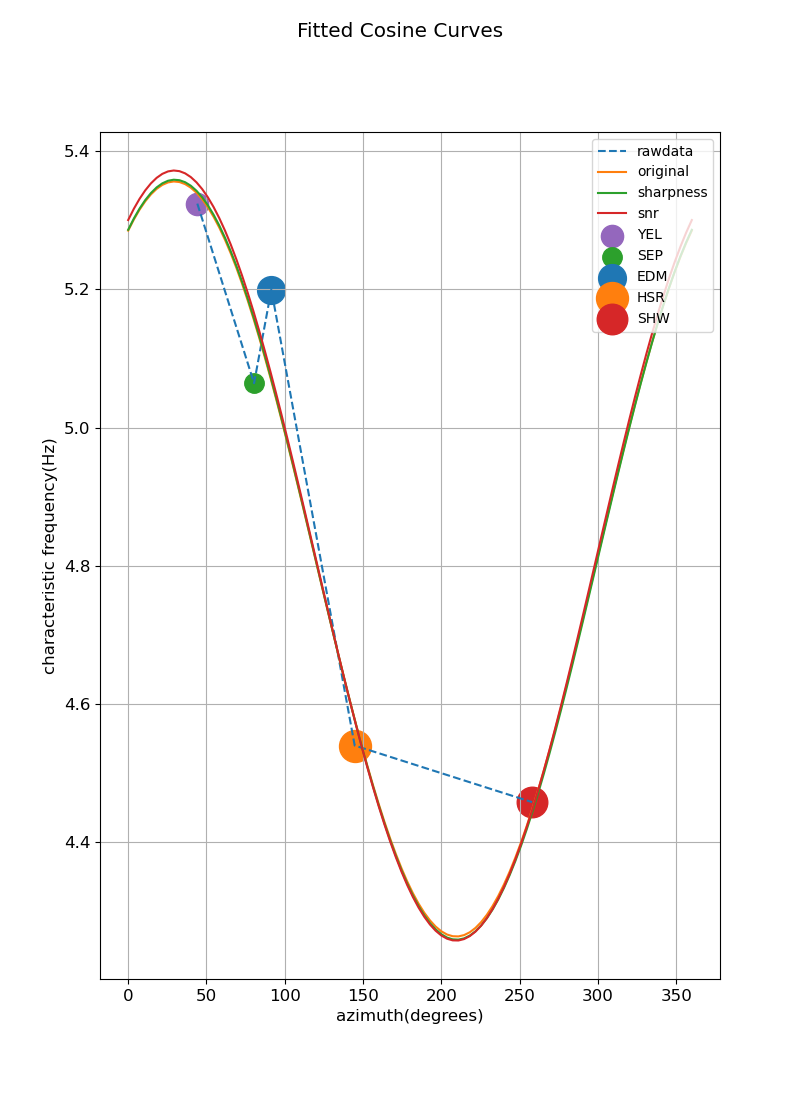 Fitted Cosine Curves
rawdata
original
sharpness
snr
YEL
SEP
EDM
HSR
SHW
characteristic frequency(Hz)
5.4
5.2
5.0
4.8
4.6
4.4
0 50 100 150 200 250 300 350
azimuth(degrees)